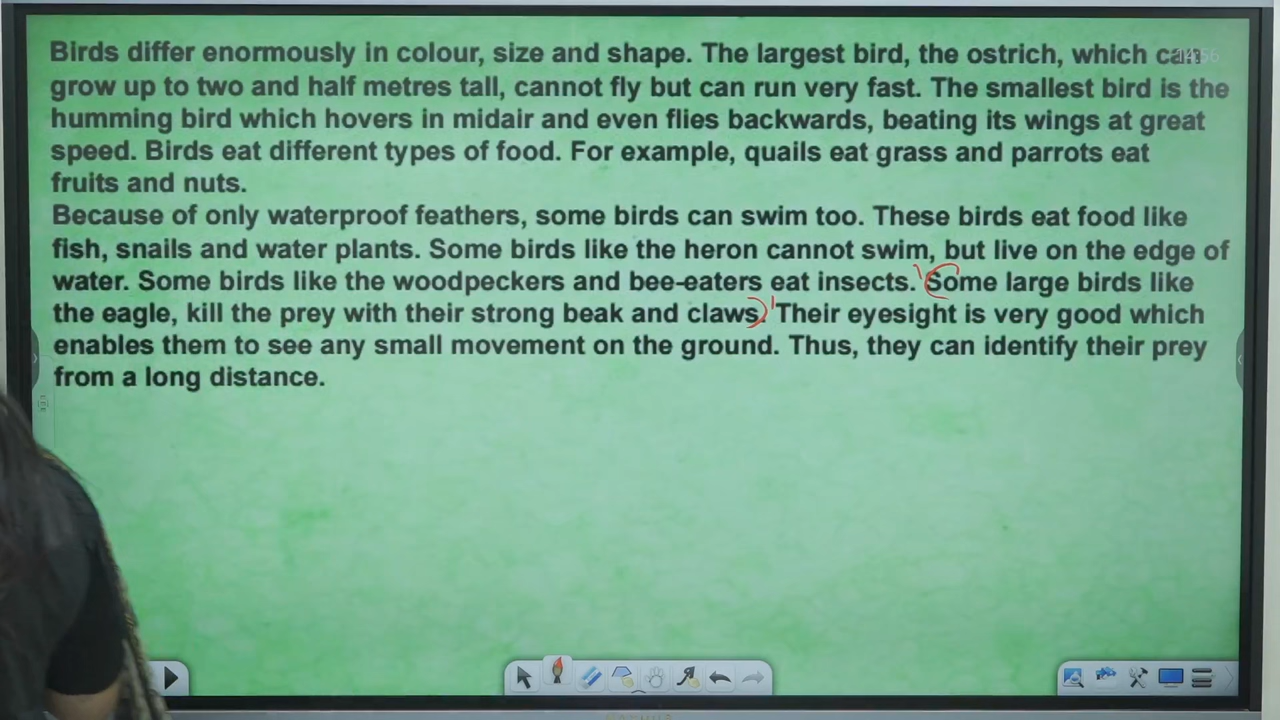 Birds differ enormously in colour, size and shape. The largest bird, the ostrich, which can
grow up to two and half metres tall, cannot fly but can run very fast. The smallest bird is the
humming bird which hovers in midair and even flies backwards, beating its wings at great
speed. Birds eat different types of food. For example, quails eat grass and parrots eat
fruits and nuts.
Because of only waterproof feathers, some birds can swim too. These birds eat food like
fish, snails and water plants. Some birds like the heron cannot swim, but live on the edge of
water. Some birds like the woodpeckers and bee-eaters eat insects. Some large birds like
the eagle, kill the prey with their strong beak and claws. Their eyesight is very good which
enables them to see any small movement on the ground. Thus, they can identify their prey
from a long distance.